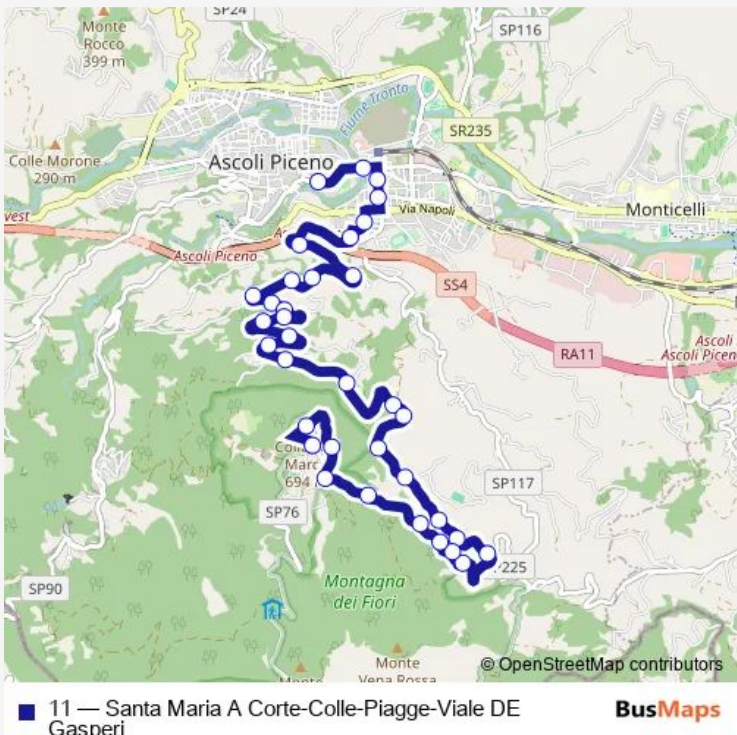 SP24
Monte
Rocco
399 m
SP116
Fiume Tronto
SR235
Colle Morone
290 m
Ascoli Piceno
Via Napoli
Monticelli
vest
Ascoli Piceno
SS4
RA11
Ascoli
Ascoli Picen
Marc
694
SP117
SP76
P225
SP90
Montagna
dei Fiori
Monte
Vena Rossa
© OpenStreetMap contributors
11 — Santa Maria A Corte-Colle-Piagge-Viale DE
Gasperi
BusMaps